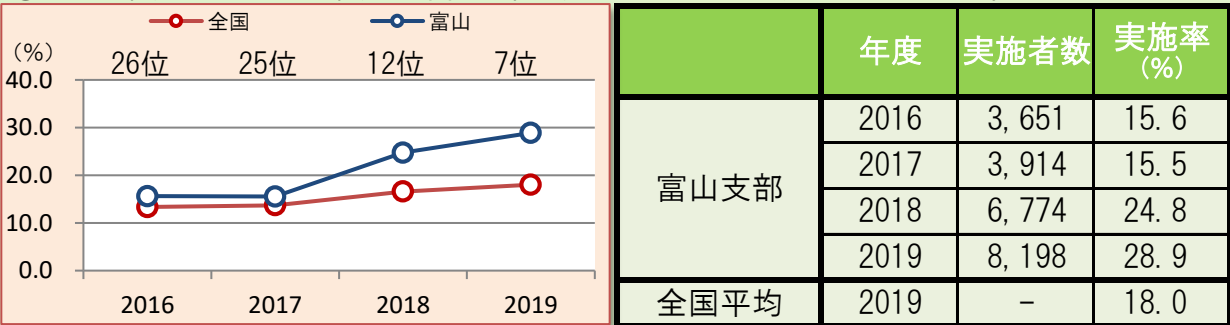 全国 富山
(%)
26位 25位 12位 7位
40.0
30.0
20.0
10.0
0.0
2016 2017 2018 2019
年度 実施者数 実施率(%)
富山支部
2016 3,651 15.6
2017 3,914 15.5
2018 6,774 24.8
2019 8,198 28.9
全国平均 2019 － 18.0